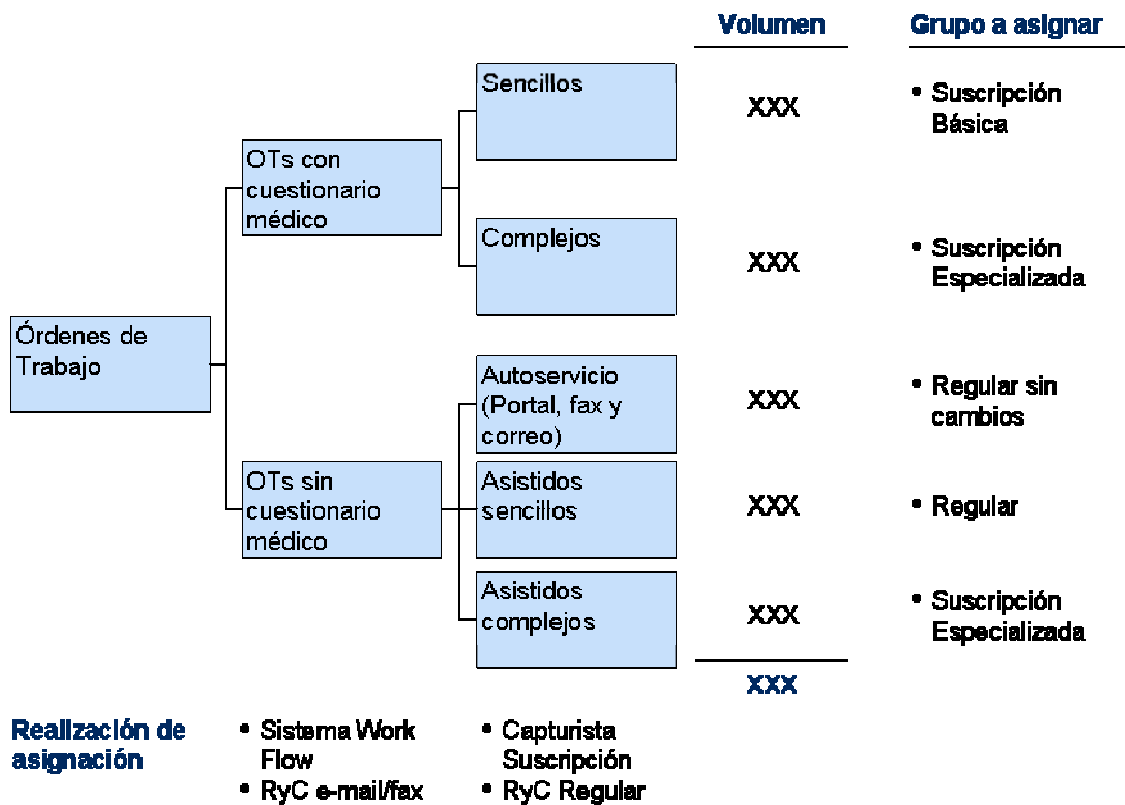 Volumen
Grupo a asignar
Sencillos
XXX
• Suscripción
Básica
OTs con
cuestionario
médico
Complejos
XXX
• Suscripción
Especializada
Órdenes de
Trabajo
Autoservicio
(Portal, fax y
correo)
XXX
• Regular sin
cambios
OTs sin
cuestionario
médico
Asistidos
sencillos
XXX
• Regular
Asistidos
complejos
XXX
• Suscripción
Especializada
XXX
Realización de
asignación
• Sistema Work
Flow
• RyC e-mail/fax
• Capturista
Suscripción
• RyC Regular